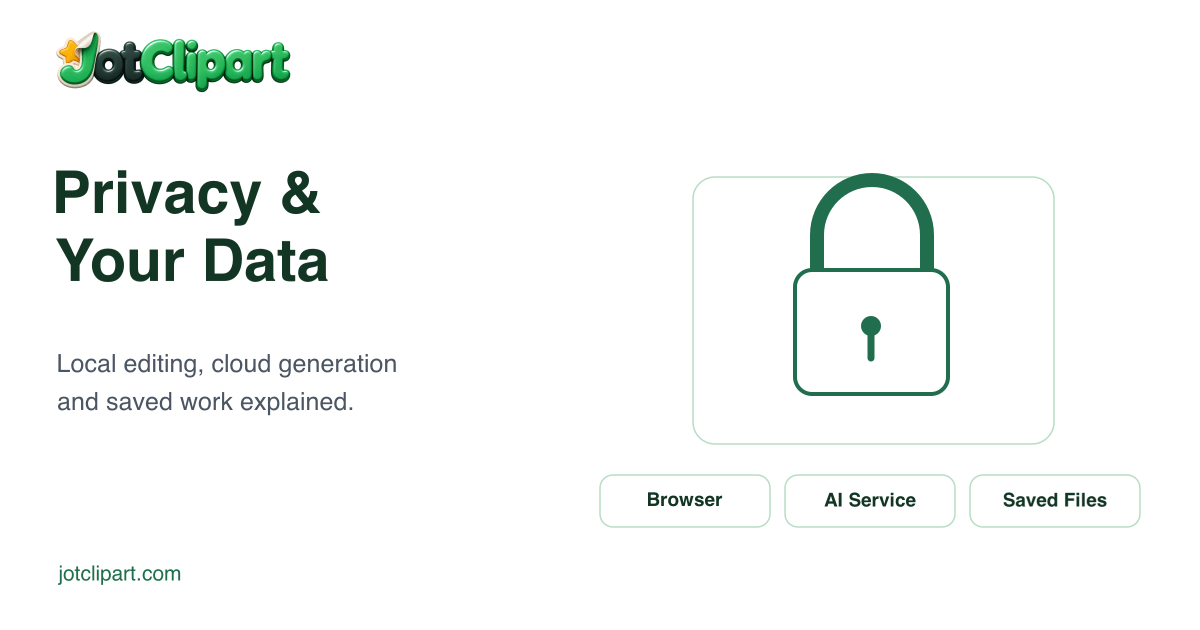 JotClipart
Privacy &
Your Data
Local editing, cloud generation
and saved work explained.
Browser
AI Service
Saved Files
jotclipart.com